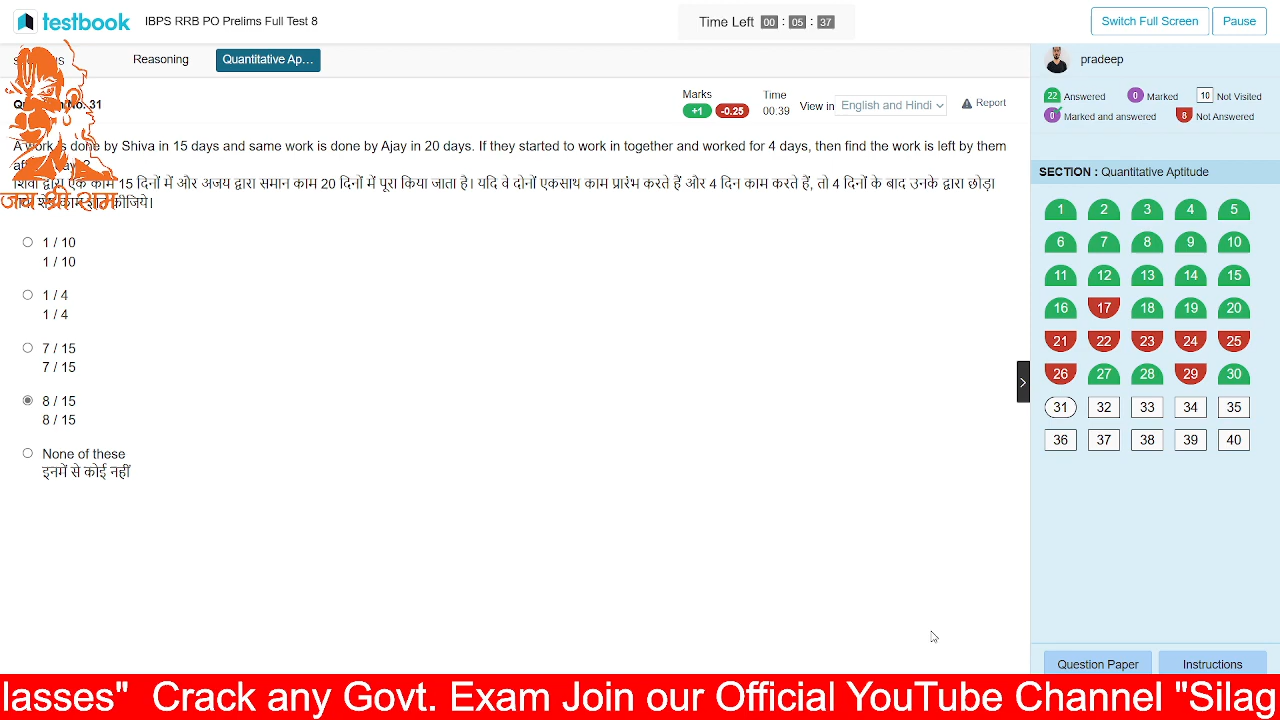 testbook IBPS RRB PO Prelims Full Test 8 Time Left 00 : 05 : 37 Switch Full Screen Pause
Reasoning Quantitative Ap... pradeep
No. 31 Marks Time
+1 -0.25 00:39 View in English and Hindi Report
22 Answered 0 Marked 10 Not Visited
0 Marked and answered 8 Not Answered
A work is done by Shiva in 15 days and same work is done by Ajay in 20 days. If they started to work in together and worked for 4 days, then find the work is left by them
शिवा द्वारा एक काम 15 दिनों में और अजय द्वारा समान काम 20 दिनों में पूरा किया जाता है। यदि वे दोनों एकसाथ काम प्रारंभ करते हैं और 4 दिन काम करते हैं, तो 4 दिनों के बाद उनके द्वारा छोड़ा
काम कीजिये।
जय श्री राम
1 / 10
1 / 10
1 / 4
1 / 4
7 / 15
7 / 15
8 / 15
8 / 15
None of these
इनमें से कोई नहीं
SECTION : Quantitative Aptitude
1 2 3 4 5
6 7 8 9 10
11 12 13 14 15
16 17 18 19 20
21 22 23 24 25
26 27 28 29 30
31 32 33 34 35
36 37 38 39 40
Question Paper Instructions
lasses" Crack any Govt. Exam Join our Official YouTube Channel "Silag